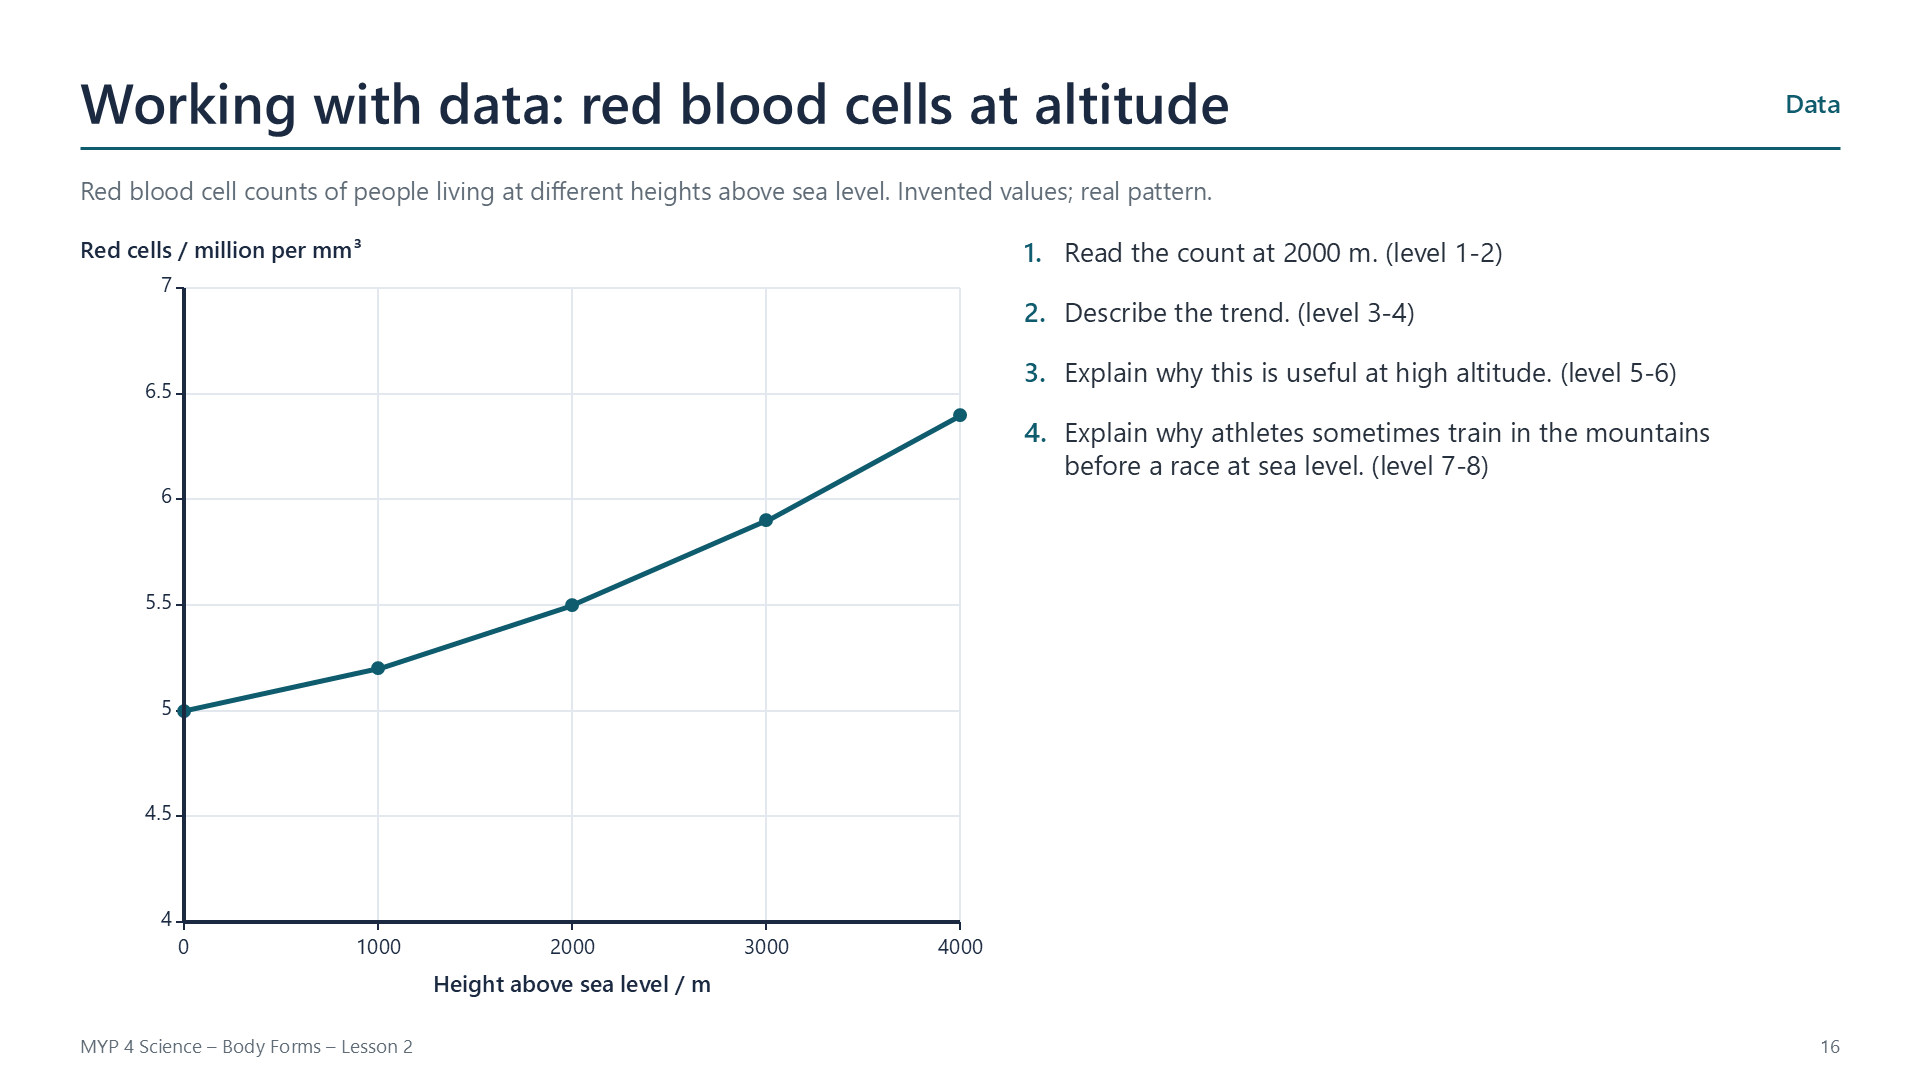 Working with data: red blood cells at altitude
Data
Red blood cell counts of people living at different heights above sea level. Invented values; real pattern.
Red cells / million per mm³
7
6.5
6
5.5
5
4.5
4
0
1000
2000
3000
4000
Height above sea level / m
1. Read the count at 2000 m. (level 1-2)
2. Describe the trend. (level 3-4)
3. Explain why this is useful at high altitude. (level 5-6)
4. Explain why athletes sometimes train in the mountains
before a race at sea level. (level 7-8)
MYP 4 Science – Body Forms – Lesson 2
16